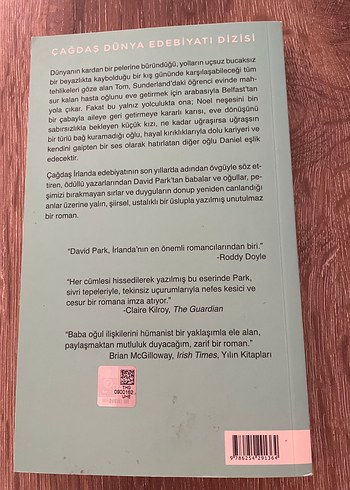 ÇAĞDAŞ DÜNYA EDEBİYATI DİZİSİ
Dünyanın kardan bir pelerine büründüğü, yolların uçsuz bucaksız
bir beyazlıkta kaybolduğu bir kış gününde karşılaşabileceği tüm
tehlikeleri göze alan Tom, Sunderland'daki öğrenci evinde mah-
sur kalan hasta oğlunu eve getirmek için arabasıyla Belfast'tan
yola çıkar. Fakat bu yalnız yolculukta ona; Noel neşesini bin
bir çabayla aileye geri getirmeye kararlı karısı, eve dönüşünü
sabırsızlıkla bekleyen küçük kızı, ne kadar uğraşırsa uğraşsın
bir türlü bağ kuramadığı oğlu, hayal kırıklıklarıyla dolu kariyeri ve
kendini gaipten bir ses olarak hatırlatan diğer oğlu Daniel eşlik
edecektir.
Çağdaş İrlanda edebiyatının son yıllarda adından övgüyle söz et-
tiren, ödüllü yazarlarından David Park'tan babalar ve oğullar, pe-
şimizi bırakmayan sırlar ve duyguların donup yeniden canlandığı
anlar üzerine yalın, şiirsel, ustalıklı bir üslupla yazılmış unutulmaz
bir roman.
"David Park, İrlanda'nın en önemli romancılarından biri."
-Roddy Doyle
"Her cümlesi hissedilerek yazılmış bu eserinde Park,
sivri tepeleriyle, tekinsiz uçurumlarıyla nefes kesici ve
cesur bir romana imza atıyor."
-Claire Kilroy, The Guardian
"Baba oğul ilişkilerini hümanist bir yaklaşımla ele alan,
paylaşmaktan mutluluk duyacağım, zarif bir roman."
Brian McGilloway, Irish Times, Yılın Kitapları
9 786254 291364